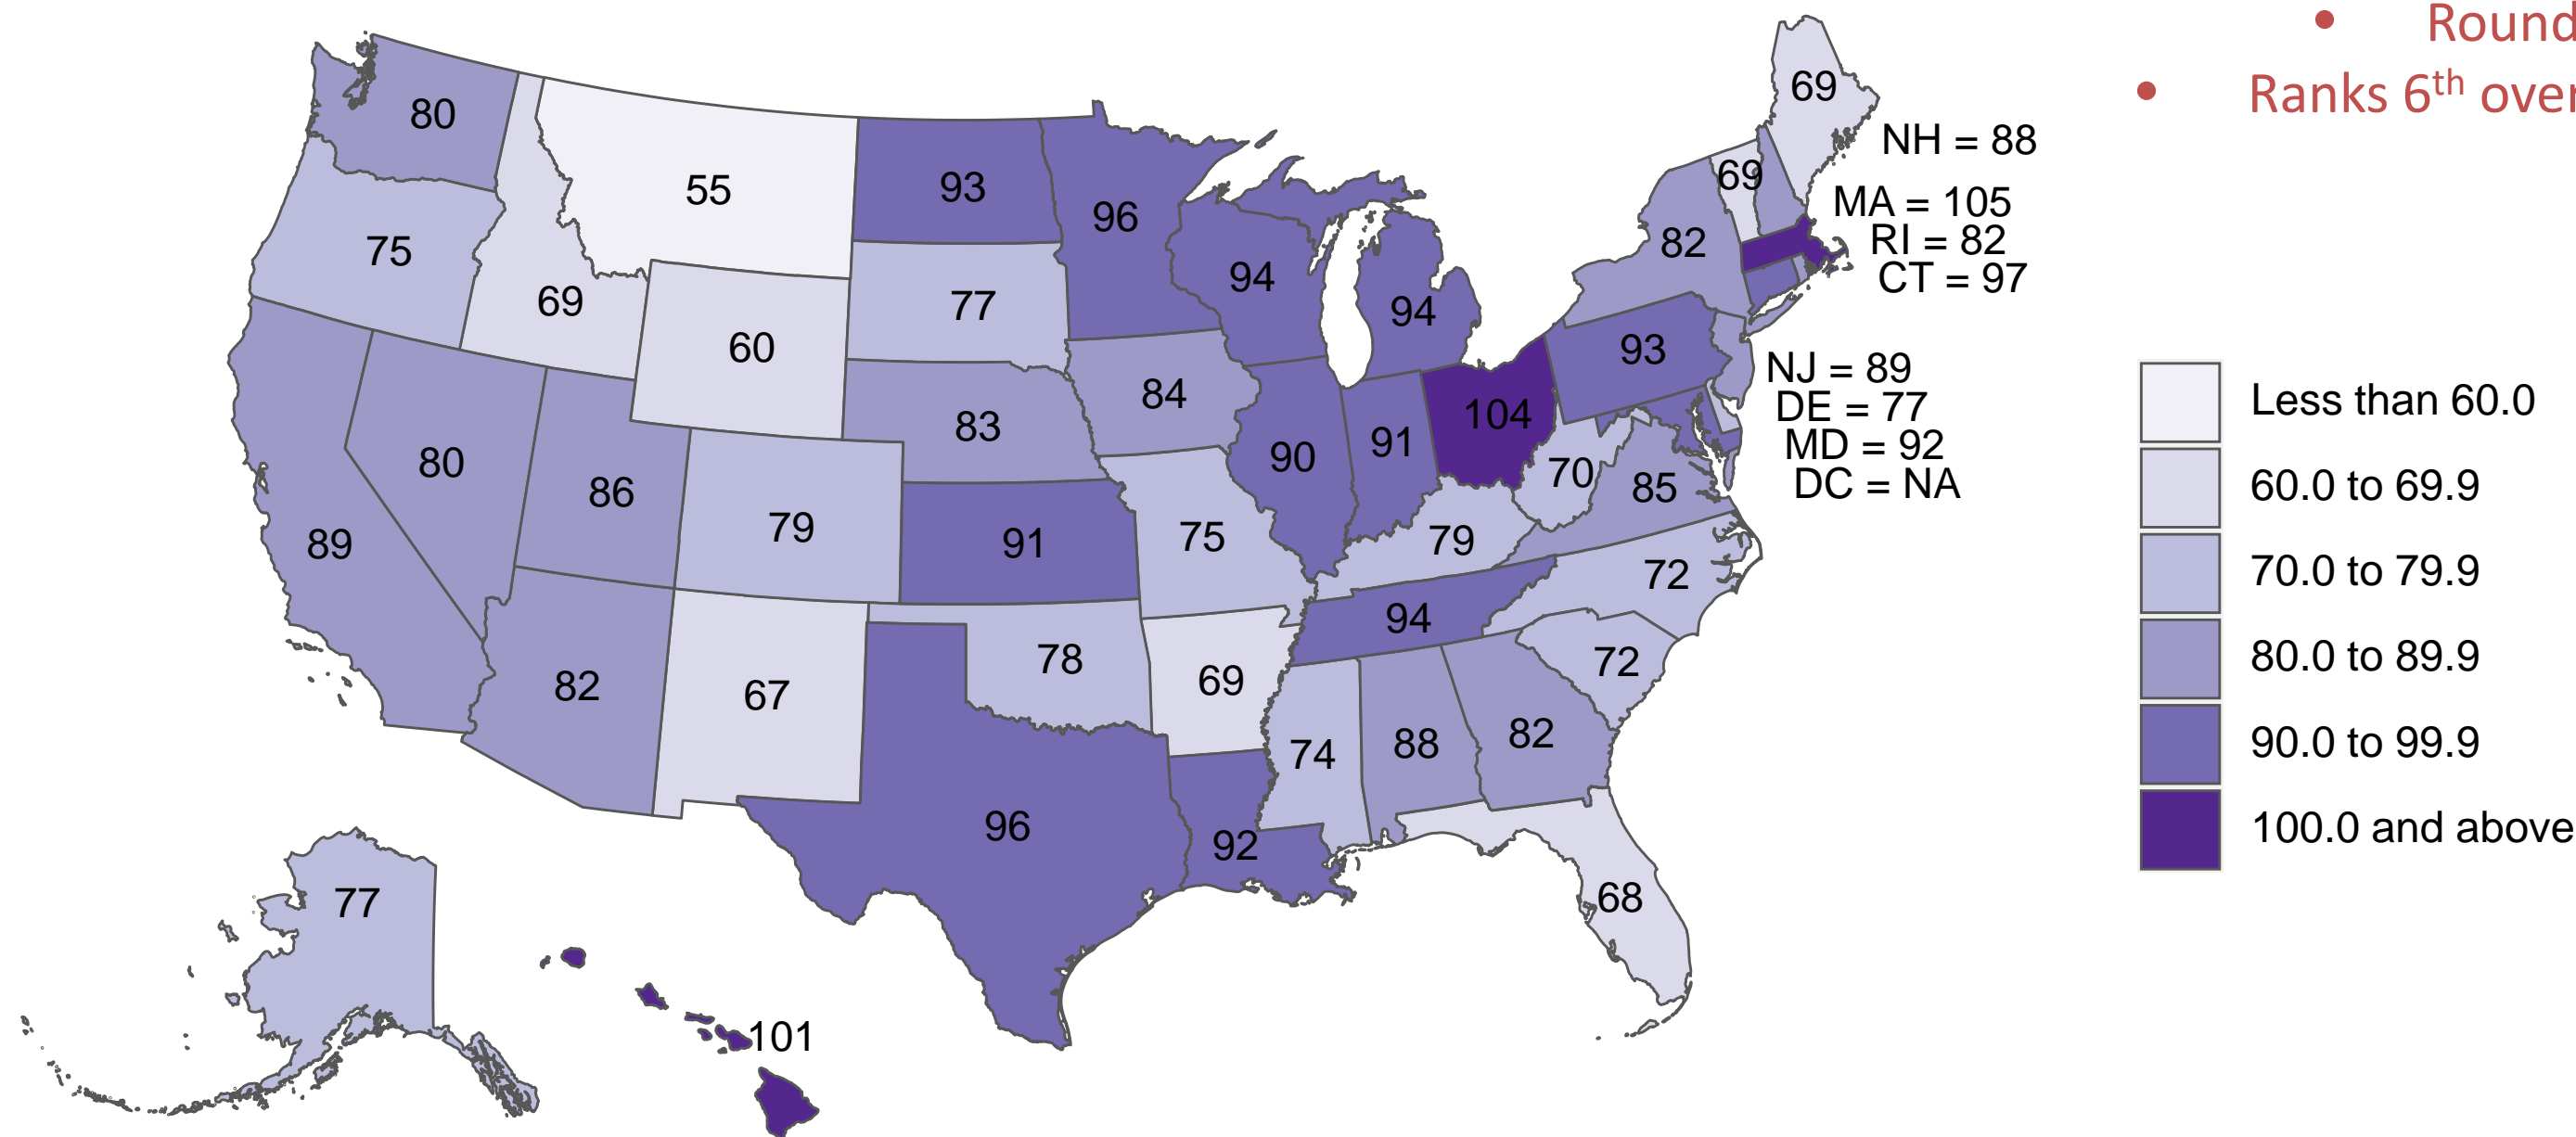 • Round
• Ranks 6th over
69
80
NH = 88
69
55
93
96
MA = 105
RI = 82
CT = 97
75
82
94
69
77
94
60
93
NJ = 89
DE = 77
MD = 92
DC = NA
84
104
83
91
90
80
70
86
85
79
75
79
91
89
72
94
78
72
69
82
67
82
88
74
96
92
68
77
101
Less than 60.0
60.0 to 69.9
70.0 to 79.9
80.0 to 89.9
90.0 to 99.9
100.0 and above